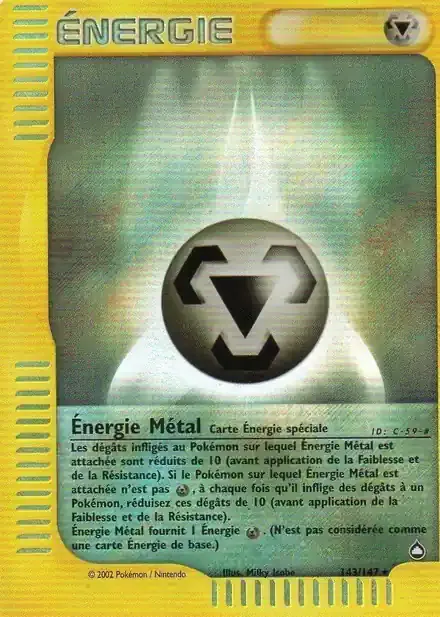 ÉNERGIE
Énergie Métal Carte Énergie spéciale ID: C-59-#
Les dégâts infligés au Pokémon sur lequel Énergie Métal est
attachée sont réduits de 10 (avant application de la Faiblesse et
de la Résistance). Si le Pokémon sur lequel Énergie Métal est
attachée n'est pas , à chaque fois qu'il inflige des dégâts à un
Pokémon, réduisez ces dégâts de 10 (avant application de la
Faiblesse et de la Résistance).
Énergie Métal fournit 1 Énergie . (N'est pas considérée comme
une carte Énergie de base.)
© 2002 Pokémon / Nintendo Illus. Milky Isobe 143/147 ★